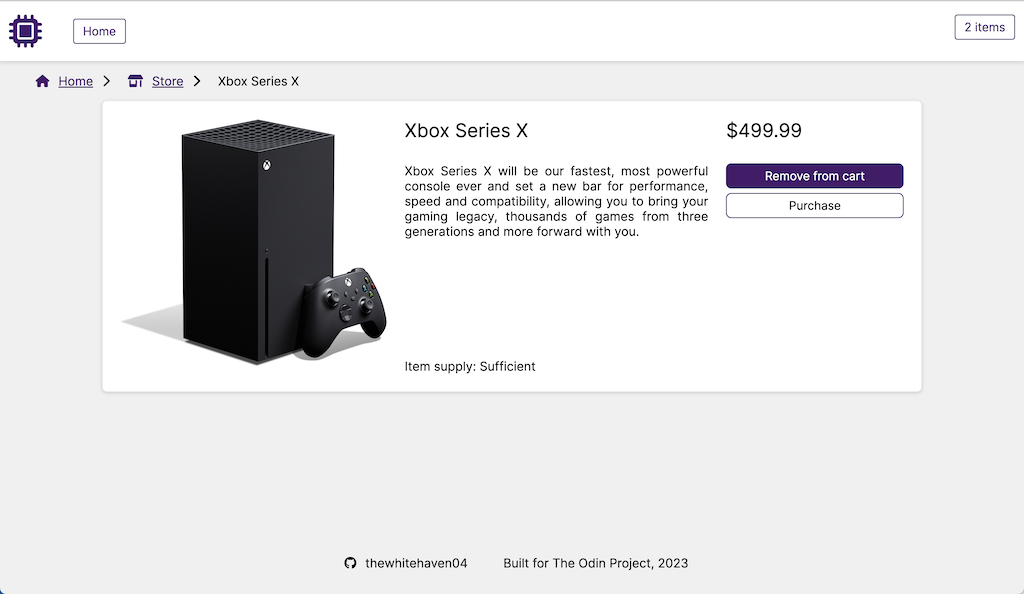 Home
2 items
Home
Store
Xbox Series X
Xbox Series X
$499.99
Xbox Series X will be our fastest, most powerful
console ever and set a new bar for performance,
speed and compatibility, allowing you to bring your
gaming legacy, thousands of games from three
generations and more forward with you.
Remove from cart
Purchase
Item supply: Sufficient
thewhitehaven04
Built for The Odin Project, 2023